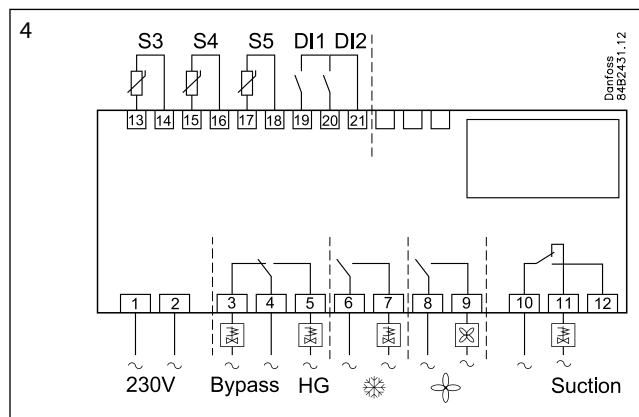 4
S3 S4 S5 DI1 DI2
Danfoss
84B2431.12
13 14 15 16 17 18 19 20 21
1 2 3 4 5 6 7 8 9 10 11 12
230V Bypass HG Suction